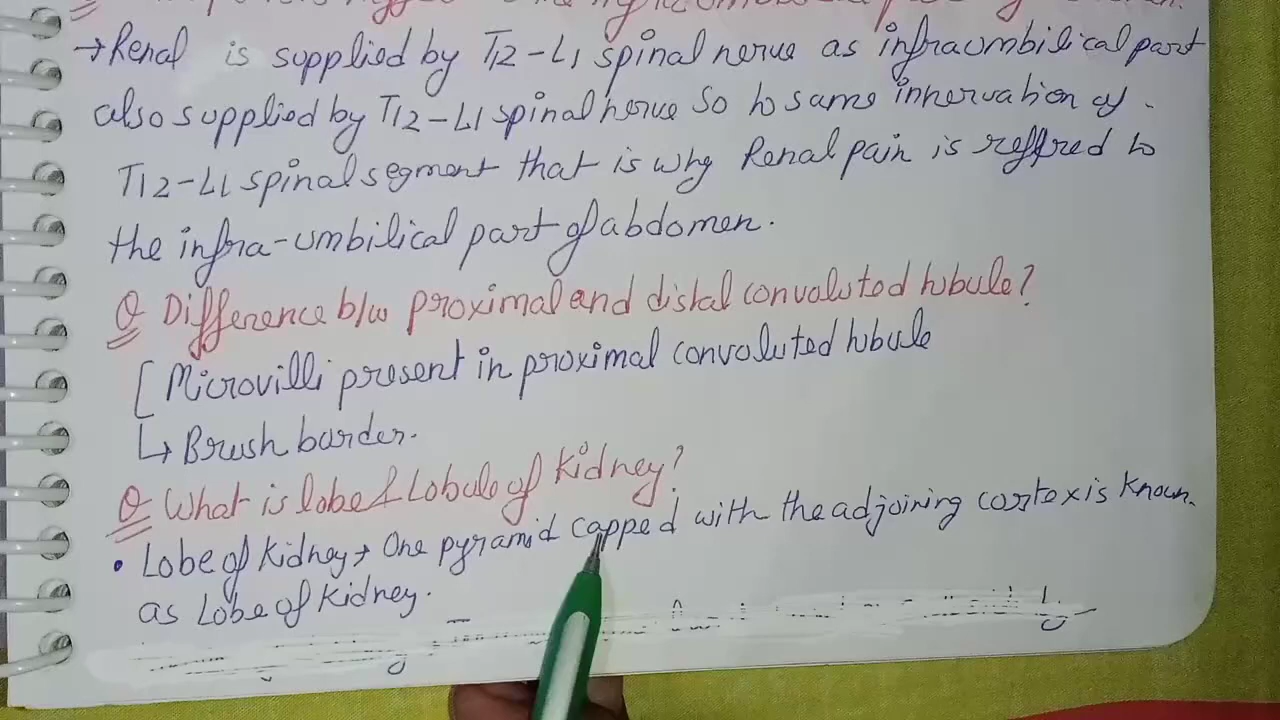 → Renal is supplied by T12-L1 spinal nerve as infraumbilical part
also supplied by T12-L1 spinal nerve So to same innervation of
T12-L1 spinal segment that is why Renal pain is reffred to
the infra-umbilical part of abdomen.
Q Difference b/w proximal and distal convoluted tubule?
[Microvilli present in proximal convoluted tubule
↳ Brush barder.
Q What is lobe & Lobule of kidney?
• Lobe of kidney → One pyramid capped with the adjoining cortex is known
as Lobe of kidney.